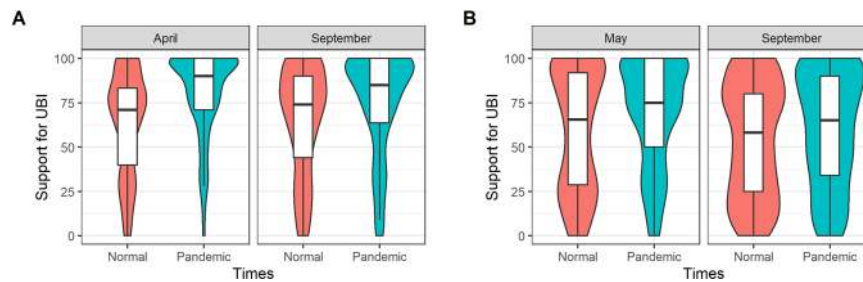 A
April
September
Support for UBI
100
75
50
25
0
Normal
Pandemic
Normal
Pandemic
Times
B
May
September
Support for UBI
100
75
50
25
0
Normal
Pandemic
Normal
Pandemic
Times